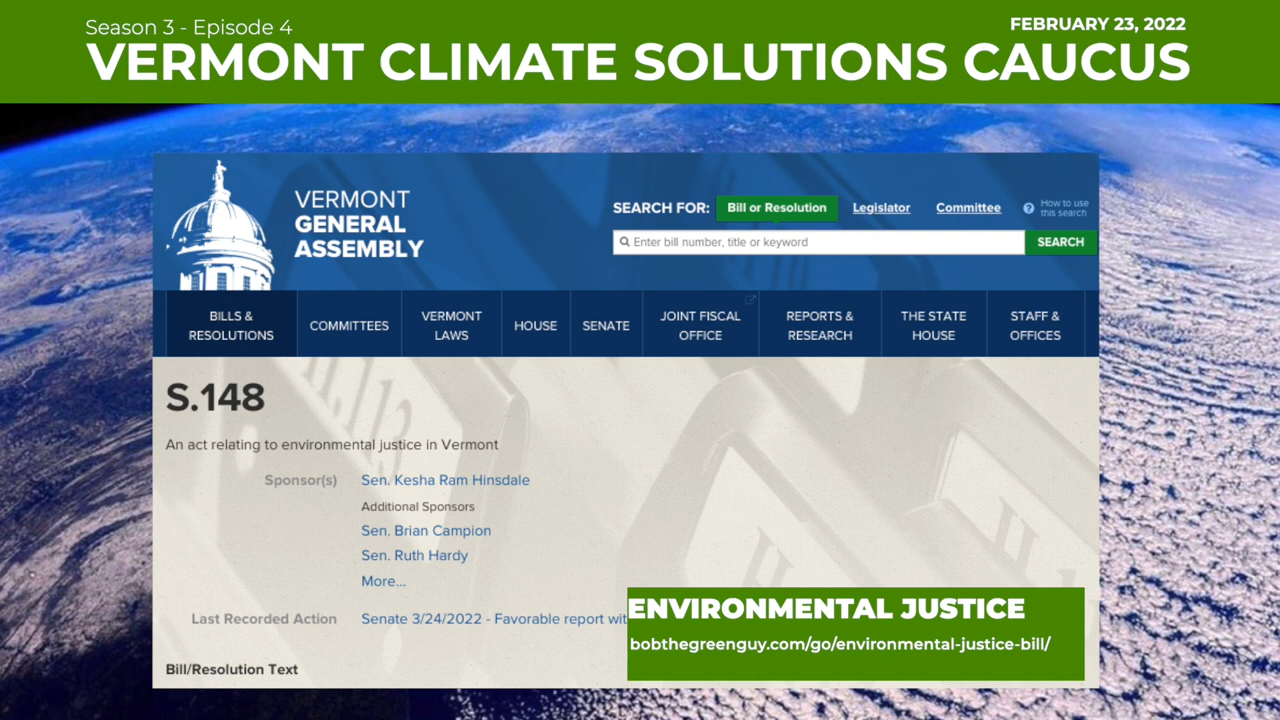 Season 3 - Episode 4
FEBRUARY 23, 2022
VERMONT CLIMATE SOLUTIONS CAUCUS
VERMONT
GENERAL
ASSEMBLY
SEARCH FOR:
Bill or Resolution
Legislator
Committee
How to use
this search
Enter bill number, title or keyword
SEARCH
BILLS &
RESOLUTIONS
COMMITTEES
VERMONT
LAWS
HOUSE
SENATE
JOINT FISCAL
OFFICE
REPORTS &
RESEARCH
THE STATE
HOUSE
STAFF &
OFFICES
S.148
An act relating to environmental justice in Vermont
Sponsor(s)
Sen. Kesha Ram Hinsdale
Additional Sponsors
Sen. Brian Campion
Sen. Ruth Hardy
More...
Last Recorded Action
Senate 3/24/2022 - Favorable report wit
ENVIRONMENTAL JUSTICE
bobthegreenguy.com/go/environmental-justice-bill/
Bill/Resolution Text